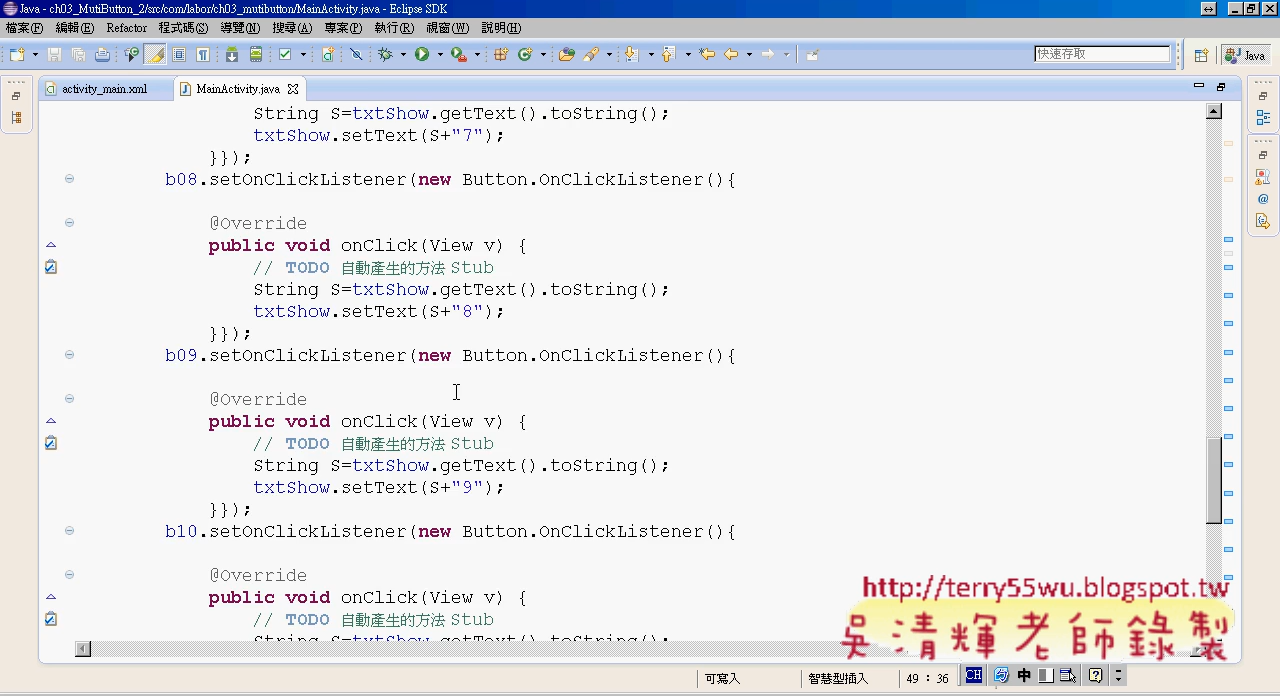 Java - ch03_MutiButton_2/src/com/labor/ch03_mutibutton/MainActivity.java - Eclipse SDK
檔案(F) 編輯(E) Refactor 程式碼(S) 導覽(N) 搜尋(A) 專案(P) 執行(R) 視窗(W) 說明(H)
快速存取 Java
activity_main.xml MainActivity.java
String S=txtShow.getText().toString();
txtShow.setText(S+"7");
}});
b08.setOnClickListener(new Button.OnClickListener(){
@Override
public void onClick(View v) {
// TODO 自動產生的方法 Stub
String S=txtShow.getText().toString();
txtShow.setText(S+"8");
}});
b09.setOnClickListener(new Button.OnClickListener(){
@Override
public void onClick(View v) {
// TODO 自動產生的方法 Stub
String S=txtShow.getText().toString();
txtShow.setText(S+"9");
}});
b10.setOnClickListener(new Button.OnClickListener(){
@Override
public void onClick(View v) {
// TODO 自動產生的方法 Stub
String S=txtShow.getText().toString();
http://terry55wu.blogspot.tw
吳清輝老師錄製
可寫入 智慧型插入 49 : 36 CH 中